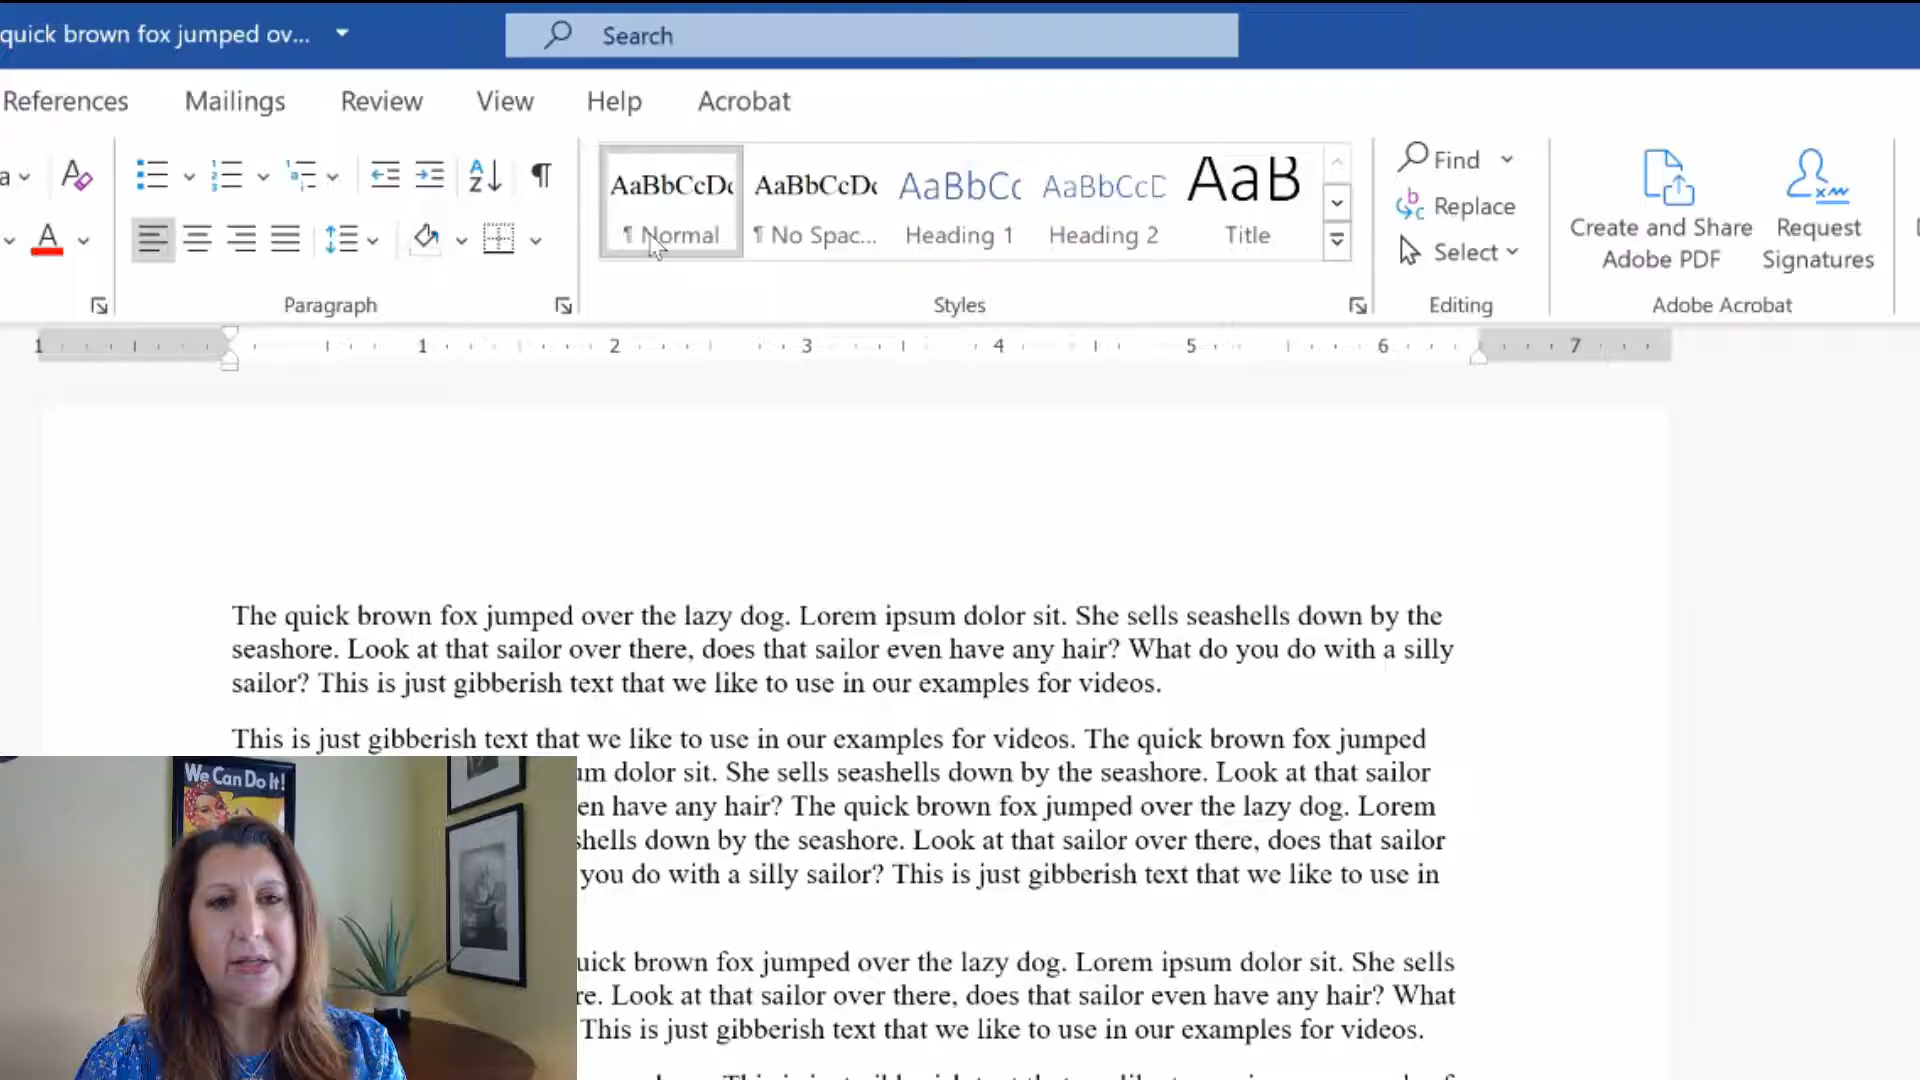 quick brown fox jumped ov...
Search
References Mailings Review View Help Acrobat
AaBbCcDc AaBbCcDc AaBbCc AaBbCcD AaB
¶ Normal ¶ No Spac... Heading 1 Heading 2 Title
Find
Replace
Select
Create and Share
Adobe PDF
Request
Signatures
Paragraph Styles Editing Adobe Acrobat
1 1 2 3 4 5 6 7
The quick brown fox jumped over the lazy dog. Lorem ipsum dolor sit. She sells seashells down by the
seashore. Look at that sailor over there, does that sailor even have any hair? What do you do with a silly
sailor? This is just gibberish text that we like to use in our examples for videos.
This is just gibberish text that we like to use in our examples for videos. The quick brown fox jumped
um dolor sit. She sells seashells down by the seashore. Look at that sailor
en have any hair? The quick brown fox jumped over the lazy dog. Lorem
shells down by the seashore. Look at that sailor over there, does that sailor
you do with a silly sailor? This is just gibberish text that we like to use in
uick brown fox jumped over the lazy dog. Lorem ipsum dolor sit. She sells
re. Look at that sailor over there, does that sailor even have any hair? What
This is just gibberish text that we like to use in our examples for videos.
We Can Do It!